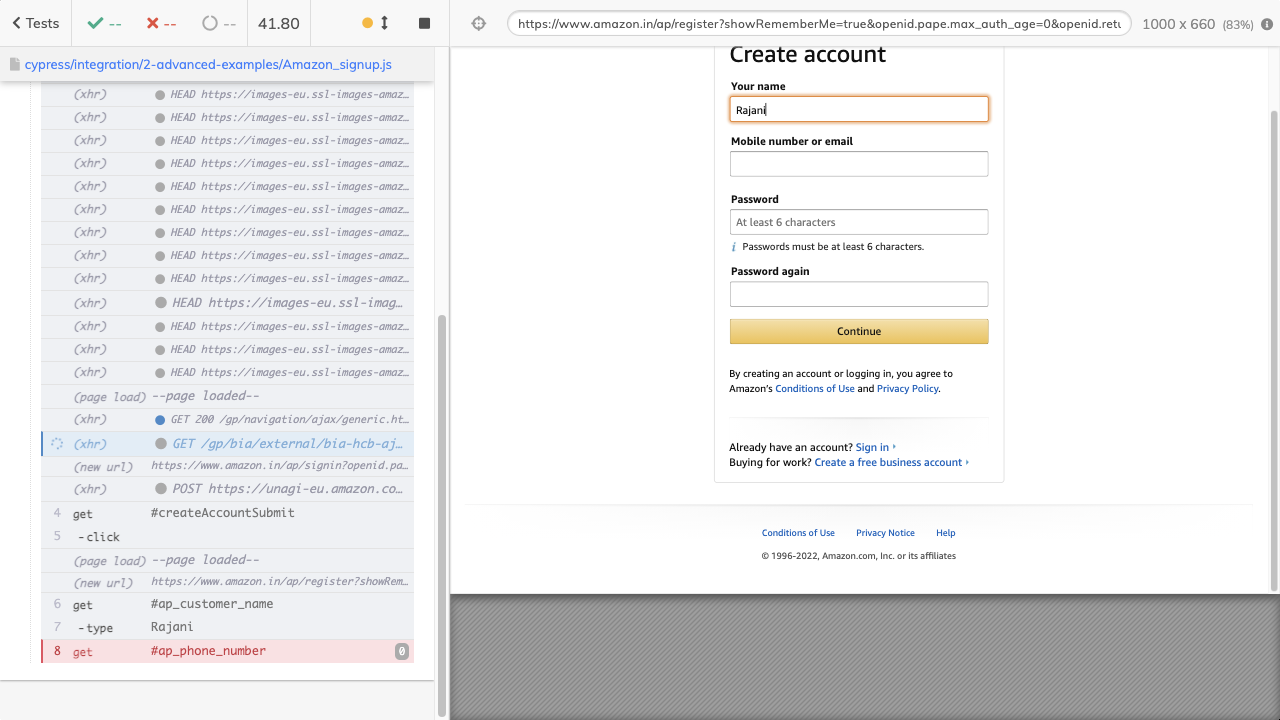 Tests
--
--
--
41.80
https://www.amazon.in/ap/register?showRememberMe=true&openid.pape.max_auth_age=0&openid.retu
1000 x 660 (83%)
cypress/integration/2-advanced-examples/Amazon_signup.js
(xhr) HEAD https://images-eu.ssl-images-amaz…
(xhr) HEAD https://images-eu.ssl-images-amaz…
(xhr) HEAD https://images-eu.ssl-images-amaz…
(xhr) HEAD https://images-eu.ssl-images-amaz…
(xhr) HEAD https://images-eu.ssl-images-amaz…
(xhr) HEAD https://images-eu.ssl-images-amaz…
(xhr) HEAD https://images-eu.ssl-images-amaz…
(xhr) HEAD https://images-eu.ssl-images-amaz…
(xhr) HEAD https://images-eu.ssl-images-amaz…
(xhr) HEAD https://images-eu.ssl-imag…
(xhr) HEAD https://images-eu.ssl-images-amaz…
(xhr) HEAD https://images-eu.ssl-images-amaz…
(xhr) HEAD https://images-eu.ssl-images-amaz…
(page load) --page loaded--
(xhr) GET 200 /gp/navigation/ajax/generic.ht…
(xhr) GET /gp/bia/external/bia-hcb-aj…
(new url) https://www.amazon.in/ap/signin?openid.pa…
(xhr) POST https://unagi-eu.amazon.co…
4 get #createAccountSubmit
5 -click
(page load) --page loaded--
(new url) https://www.amazon.in/ap/register?showRem…
6 get #ap_customer_name
7 -type Rajani
8 get #ap_phone_number 0
Create account
Your name
Rajani
Mobile number or email
Password
At least 6 characters
i Passwords must be at least 6 characters.
Password again
Continue
By creating an account or logging in, you agree to
Amazon's Conditions of Use and Privacy Policy.
Already have an account? Sign in
Buying for work? Create a free business account
Conditions of Use Privacy Notice Help
© 1996-2022, Amazon.com, Inc. or its affiliates